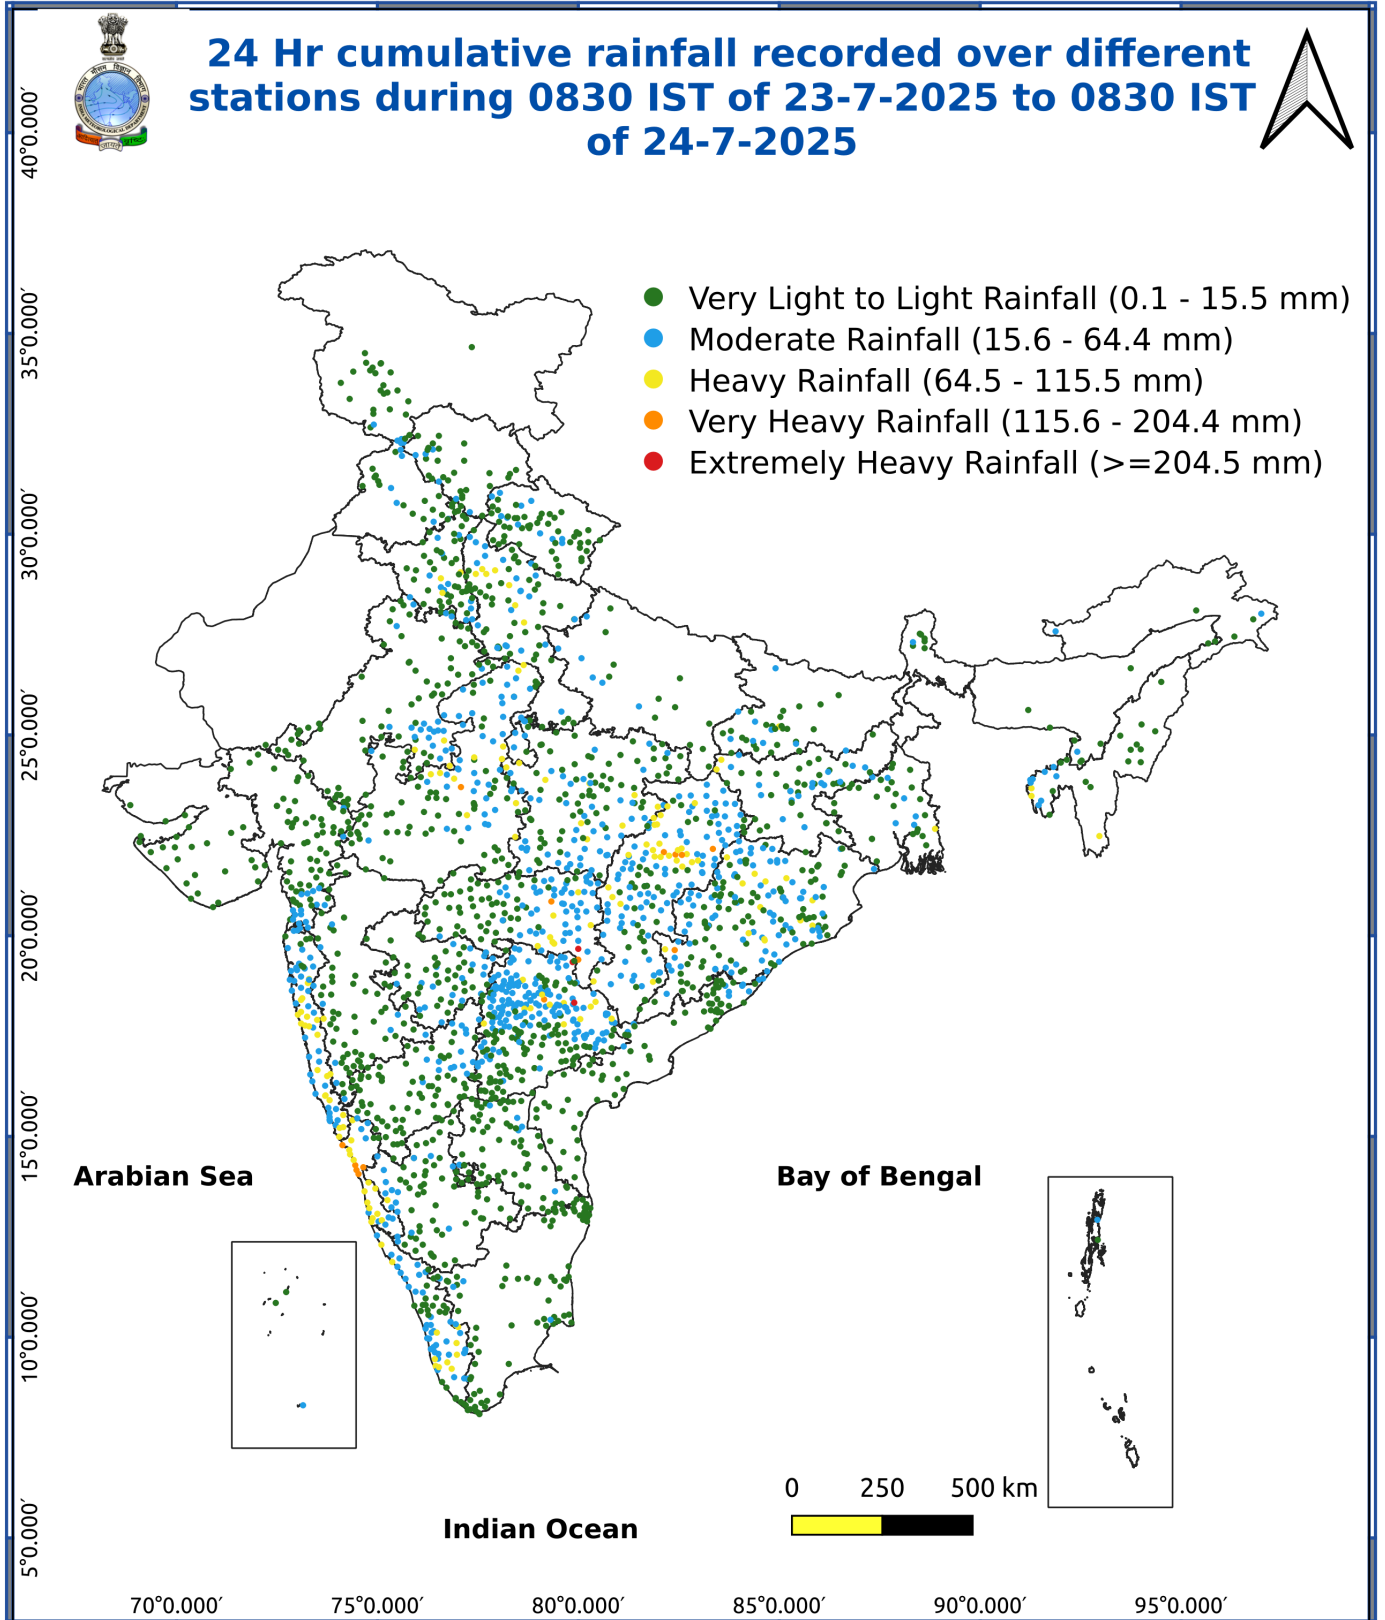 24 Hr cumulative rainfall recorded over different
stations during 0830 IST of 23-7-2025 to 0830 IST
of 24-7-2025
Very Light to Light Rainfall (0.1 - 15.5 mm)
Moderate Rainfall (15.6 - 64.4 mm)
Heavy Rainfall (64.5 - 115.5 mm)
Very Heavy Rainfall (115.6 - 204.4 mm)
Extremely Heavy Rainfall (>=204.5 mm)
40°0.000′
35°0.000′
30°0.000′
25°0.000′
20°0.000′
15°0.000′
10°0.000′
5°0.000′
Arabian Sea
Bay of Bengal
Indian Ocean
0 250 500 km
70°0.000′ 75°0.000′ 80°0.000′ 85°0.000′ 90°0.000′ 95°0.000′